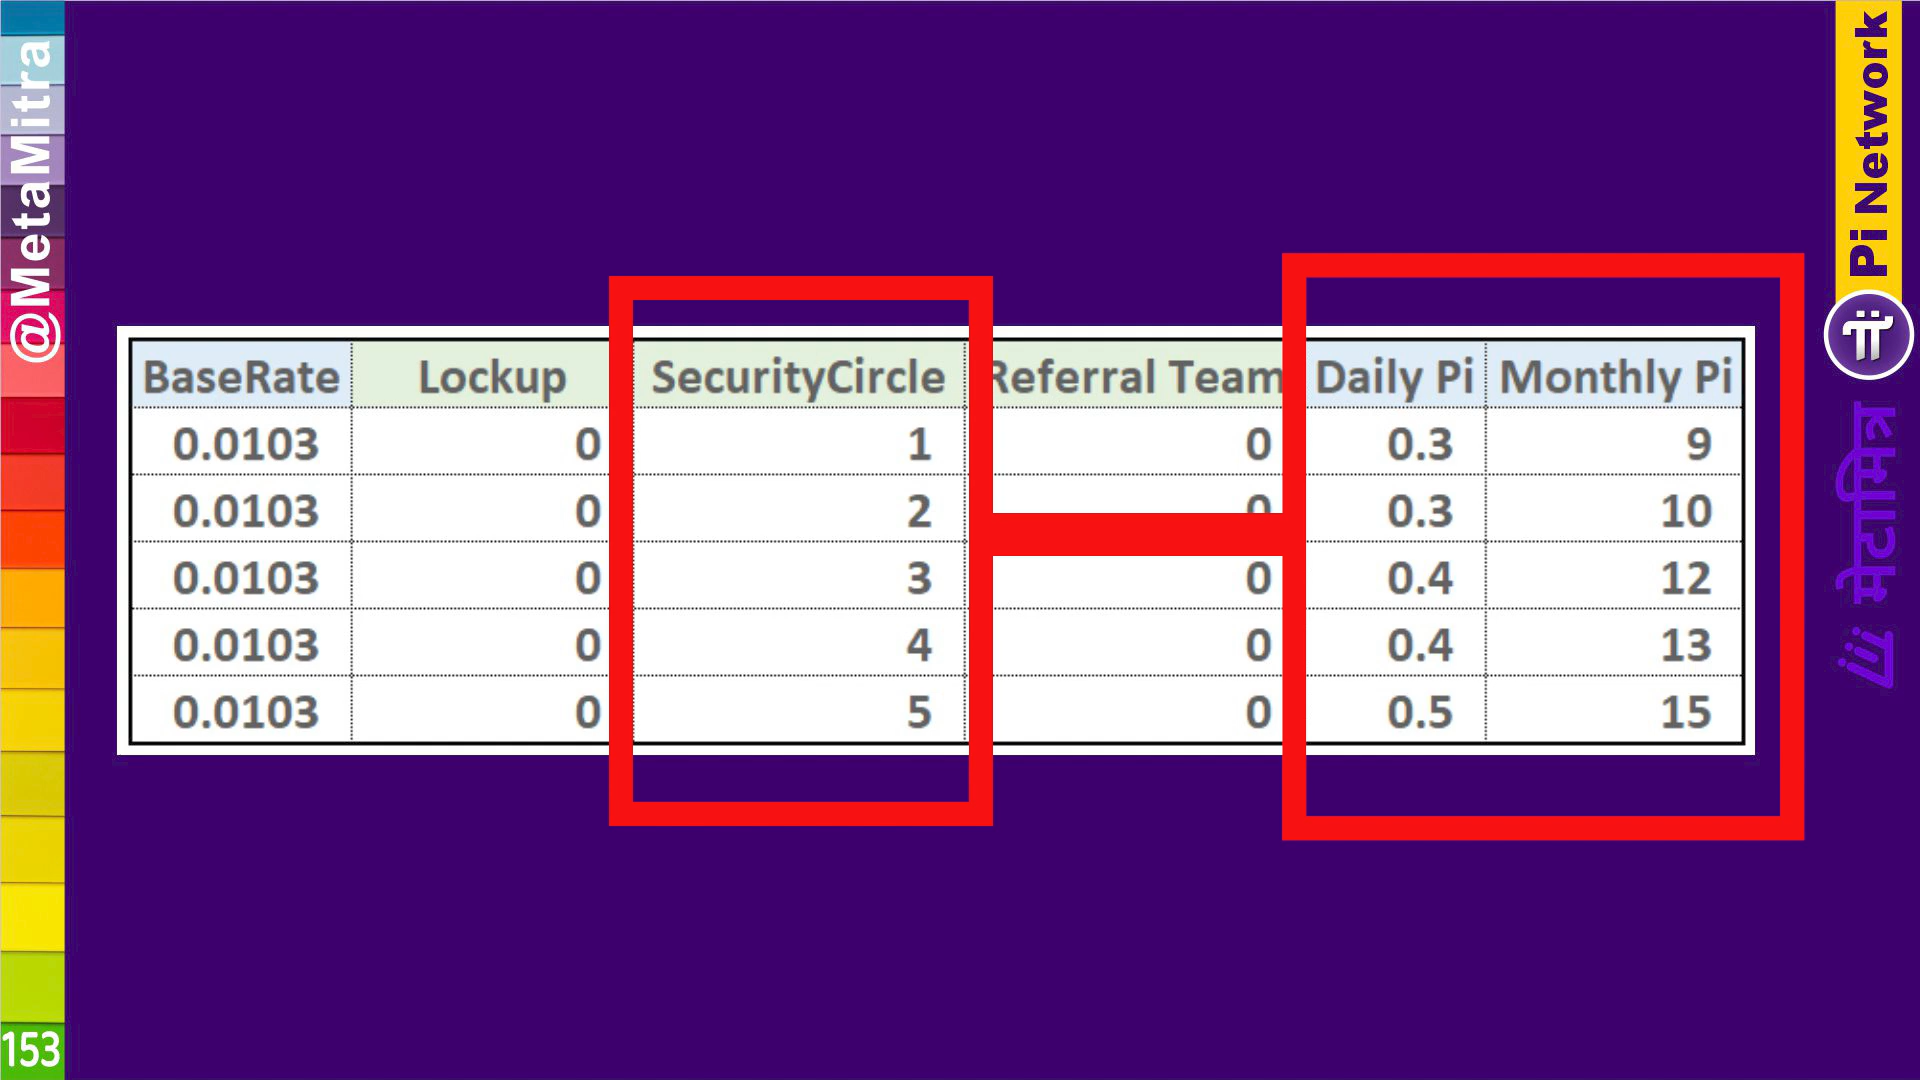 @MetaMitra
BaseRate Lockup SecurityCircle Referral Team Daily Pi Monthly Pi
0.0103 0 1 0 0.3 9
0.0103 0 2 0 0.3 10
0.0103 0 3 0 0.4 12
0.0103 0 4 0 0.4 13
0.0103 0 5 0 0.5 15
153
Pi Network
मेटामित्र